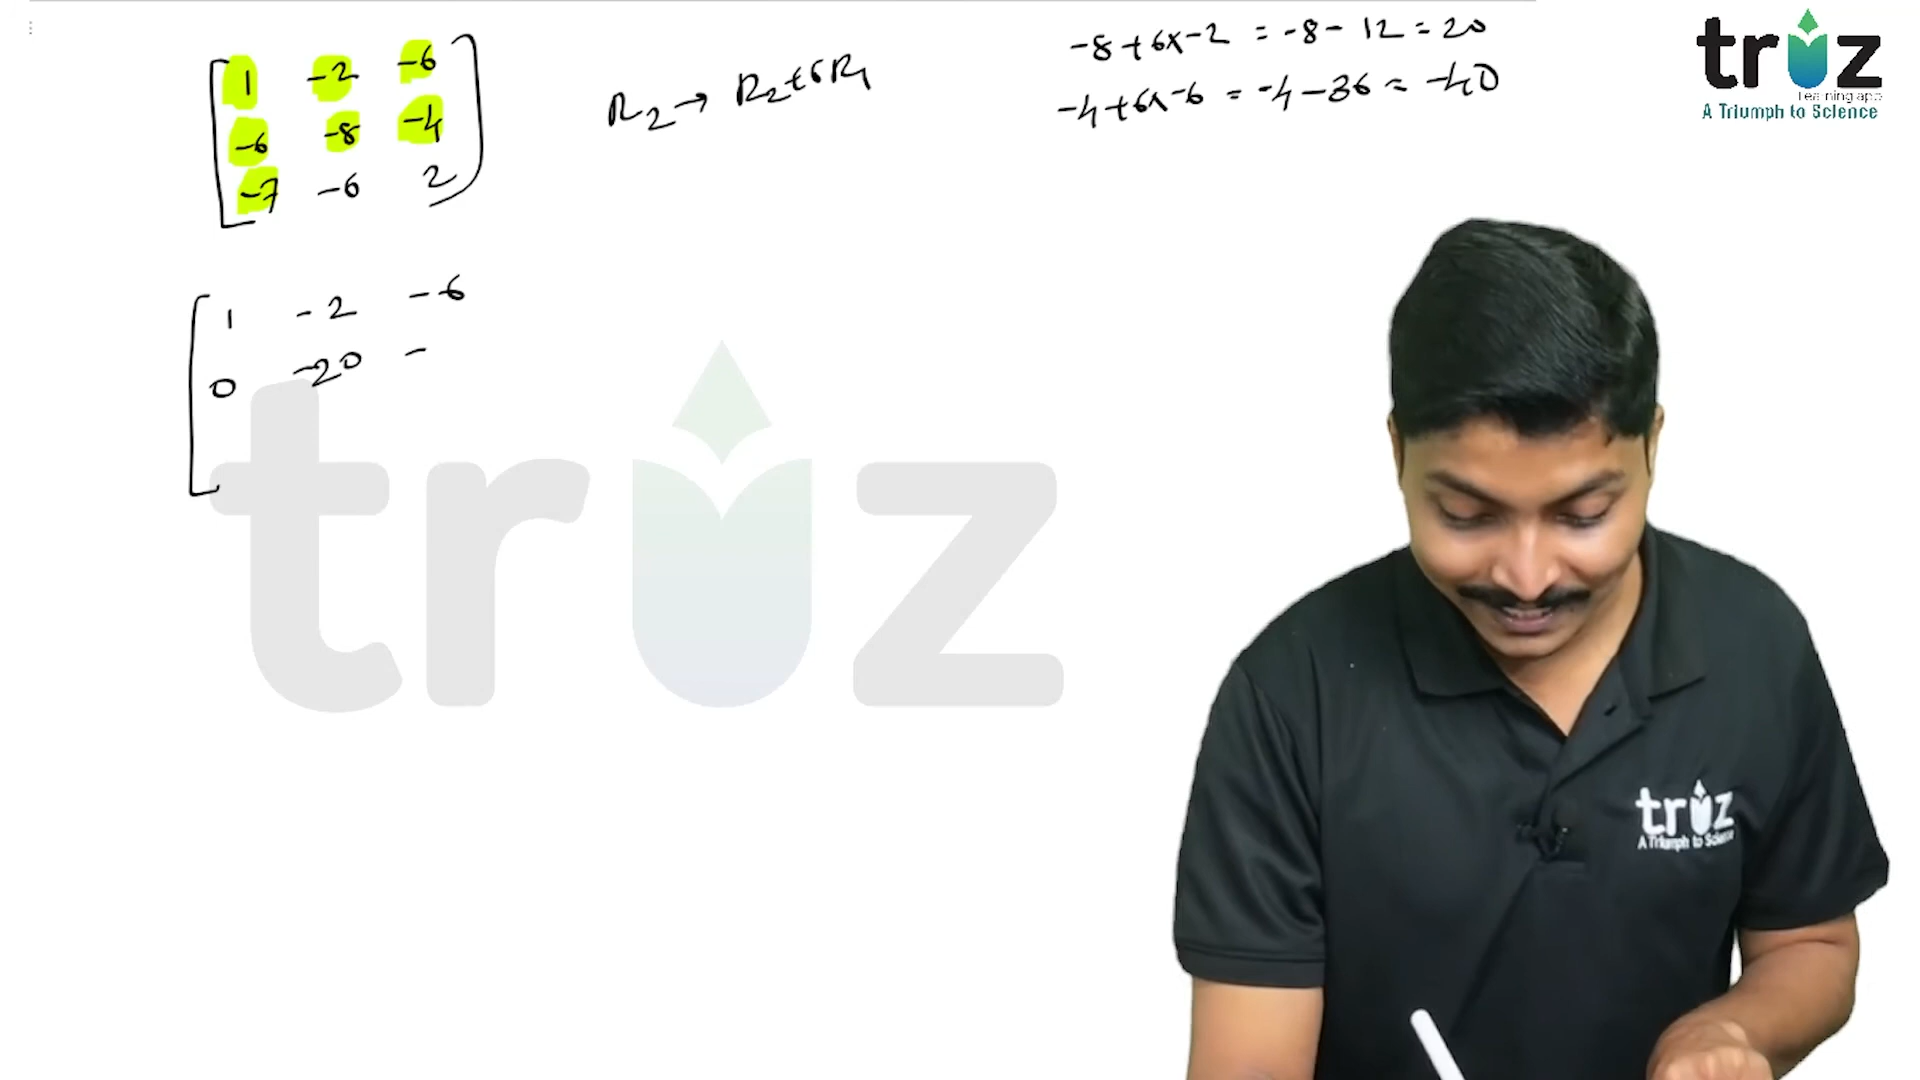 1 -2 -6
-6 -8 -4
-7 -6 2
R2 → R2+6R1
-8+6x-2 = -8-12 = 20
-4+6x-6 = -4-36 = -40
truz
Learning app
A Triumph to Science
1 -2 -6
0 -20 -
truz
truz
A Triumph to Science